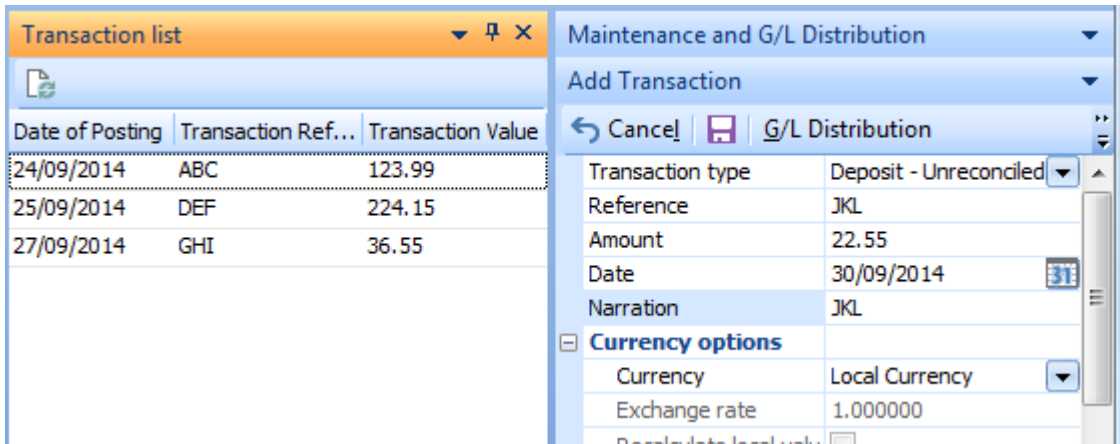 Transaction list
Date of Posting Transaction Ref... Transaction Value
24/09/2014 ABC 123.99
25/09/2014 DEF 224.15
27/09/2014 GHI 36.55
Maintenance and G/L Distribution
Add Transaction
Cancel G/L Distribution
Transaction type Deposit - Unreconciled
Reference JKL
Amount 22.55
Date 30/09/2014 31
Narration JKL
Currency options
Currency Local Currency
Exchange rate 1.000000
Recalculate local valu